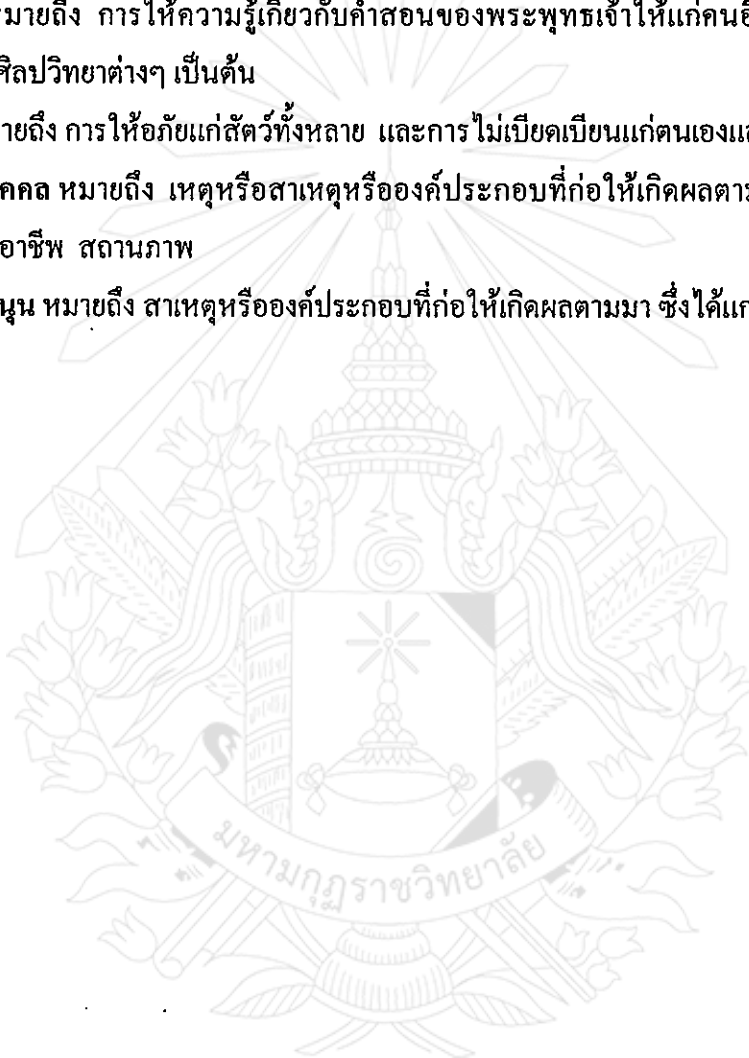 หมายถึง การให้ความรู้เกี่ยวกับคำสอนของพระพุทธเจ้าให้แก่คนอื
ศิลปวิทยาต่างๆ เป็นต้น
ายถึง การให้อภัยแก่สัตว์ทั้งหลาย และการไม่เบียดเบียนแก่ตนเองแล
คคล หมายถึง เหตุหรือสาเหตุหรือองค์ประกอบที่ก่อให้เกิดผลตาม
อาชีพ สถานภาพ
นุน หมายถึง สาเหตุหรือองค์ประกอบที่ก่อให้เกิดผลตามมา ซึ่งได้แก
มหามกุฏราชวิทยาลัย